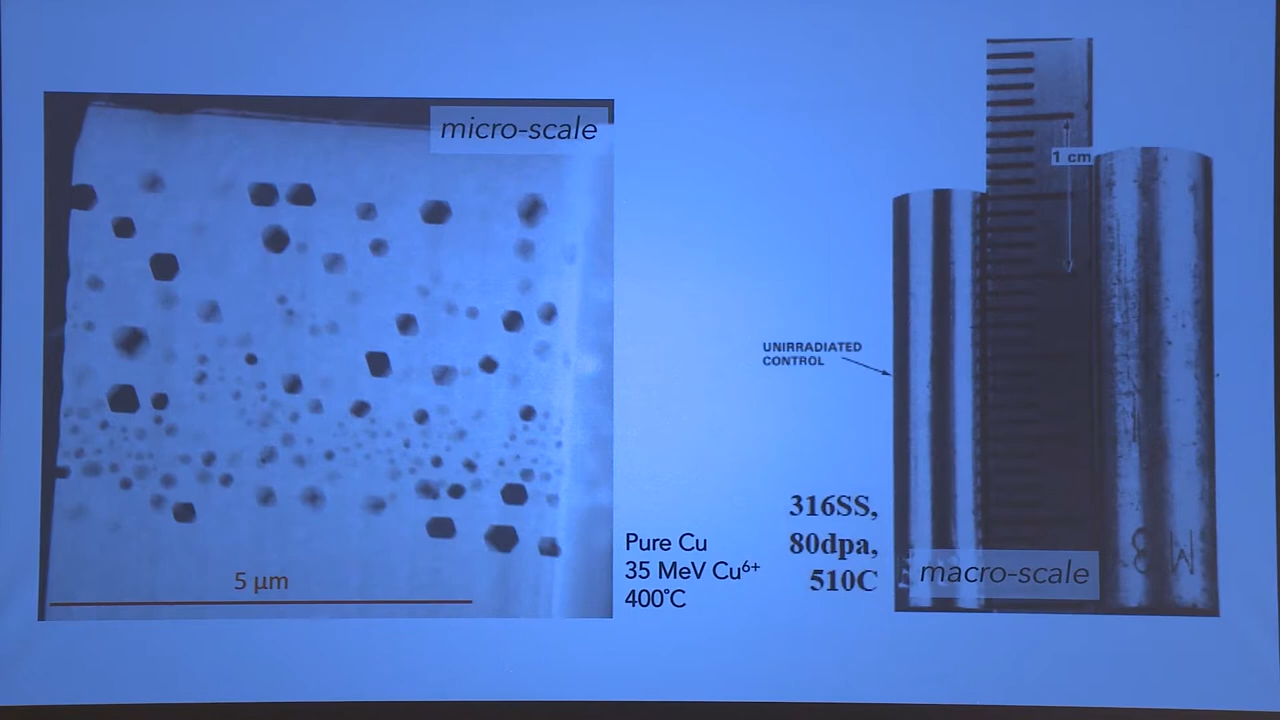 micro-scale
5 µm
Pure Cu
35 MeV Cu⁶⁺
400°C
1 cm
UNIRRADIATED
CONTROL
316SS,
80dpa,
510C
macro-scale